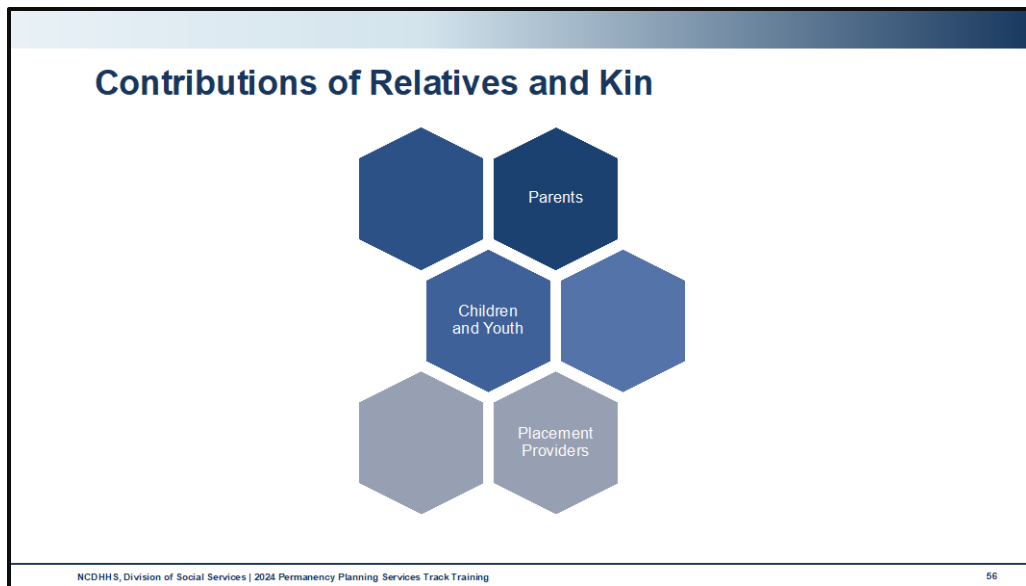 Contributions of Relatives and Kin
Parents
Children
and Youth
Placement
Providers
NCDHHS, Division of Social Services | 2024 Permanency Planning Services Track Training
56